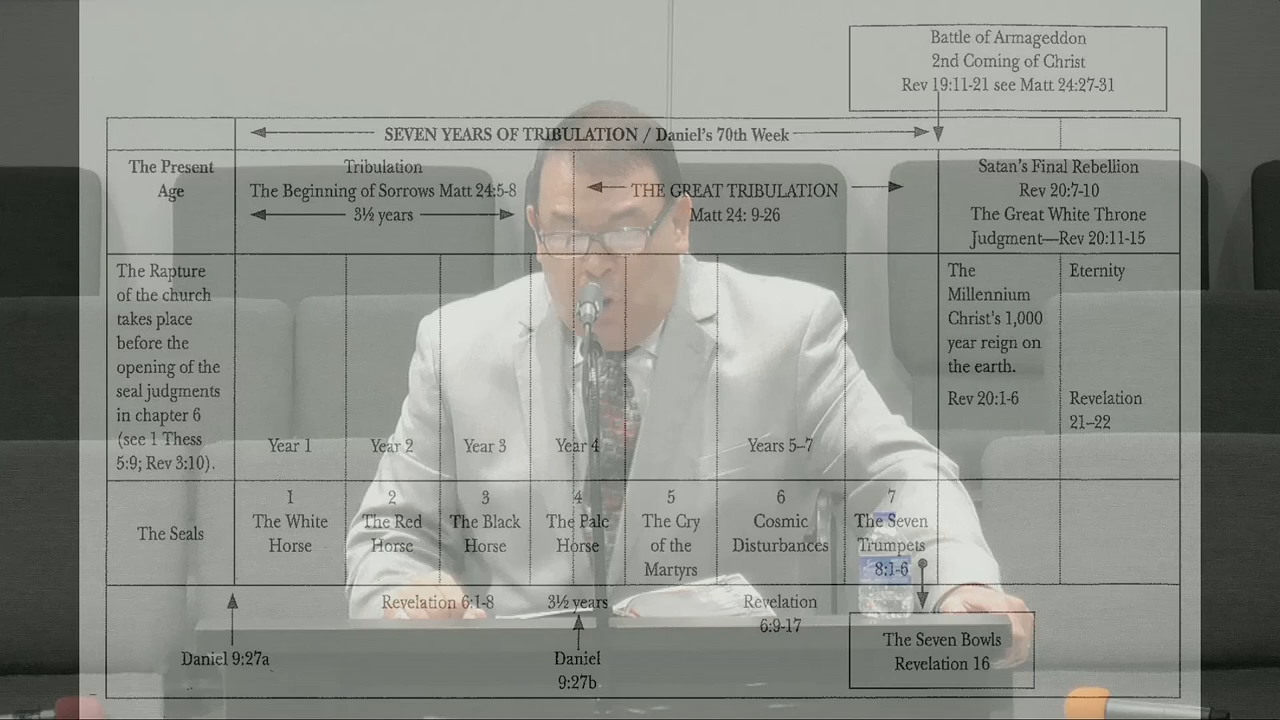 Battle of Armageddon
2nd Coming of Christ
Rev 19:11-21 see Matt 24:27-31
SEVEN YEARS OF TRIBULATION / Daniel's 70th Week
The Present
Age
Tribulation
The Beginning of Sorrows Matt 24:5-8
3½ years
THE GREAT TRIBULATION
Matt 24: 9-26
Satan's Final Rebellion
Rev 20:7-10
The Great White Throne
Judgment—Rev 20:11-15
The Rapture
of the church
takes place
before the
opening of the
seal judgments
in chapter 6
(see 1 Thess
5:9; Rev 3:10).
Year 1
Year 2
Year 3
Year 4
Years 5–7
The
Millennium
Christ's 1,000
year reign on
the earth.
Rev 20:1-6
Eternity
Revelation
21–22
The Seals
1
The White
Horse
2
The Red
Horse
3
The Black
Horse
4
The Pale
Horse
5
The Cry
of the
Martyrs
6
Cosmic
Disturbances
7
The Seven
Trumpets
8:1-6
Revelation 6:1-8
3½ years
Revelation
6:9-17
Daniel 9:27a
Daniel
9:27b
The Seven Bowls
Revelation 16